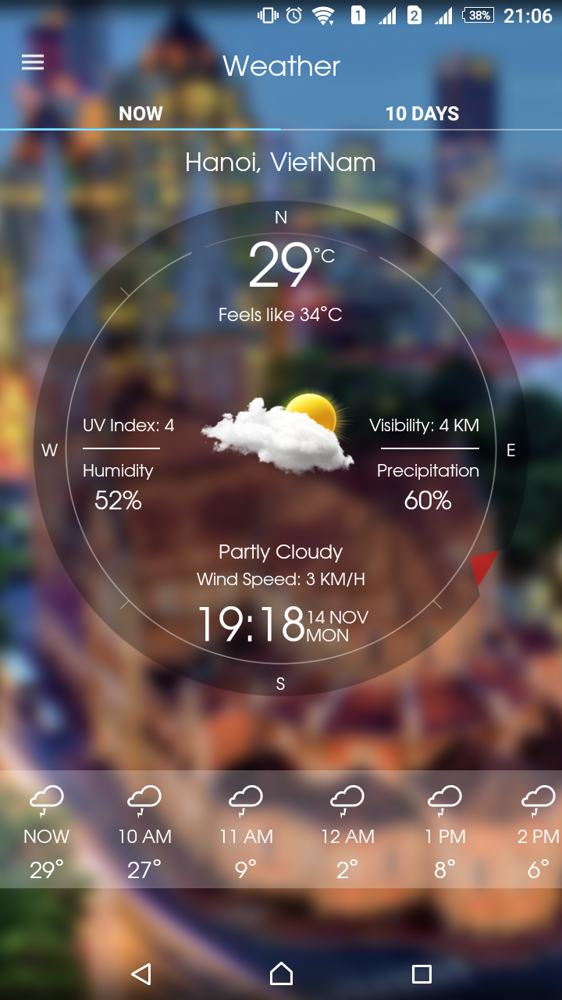 1 2 38% 21:06
Weather
NOW 10 DAYS
Hanoi, VietNam
N
29°C
Feels like 34°C
UV Index: 4 Visibility: 4 KM
W E
Humidity Precipitation
52% 60%
Partly Cloudy
Wind Speed: 3 KM/H
19:18 14 NOV
MON
S
NOW 10 AM 11 AM 12 AM 1 PM 2 PM
29° 27° 9° 2° 8° 6°